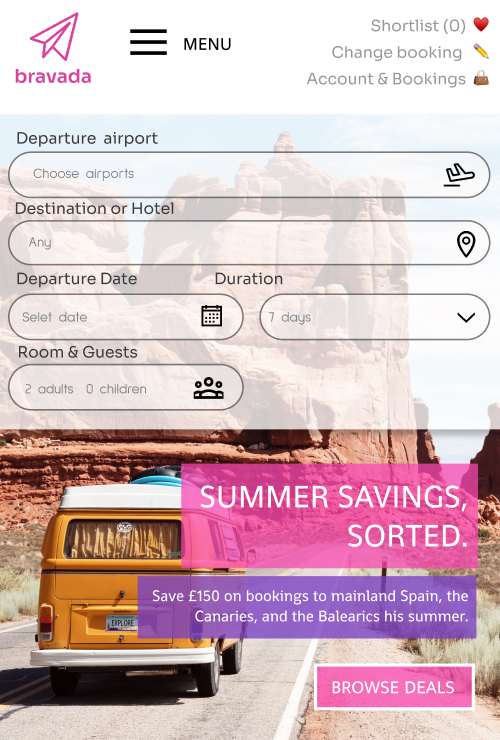 bravada
MENU
Shortlist (0)
Change booking
Account & Bookings
Departure airport
Choose airports
Destination or Hotel
Any
Departure Date
Duration
Selet date
7 days
Room & Guests
2 adults 0 children
SUMMER SAVINGS,
SORTED.
Save £150 on bookings to mainland Spain, the
Canaries, and the Balearics his summer.
EXPLORE
BROWSE DEALS